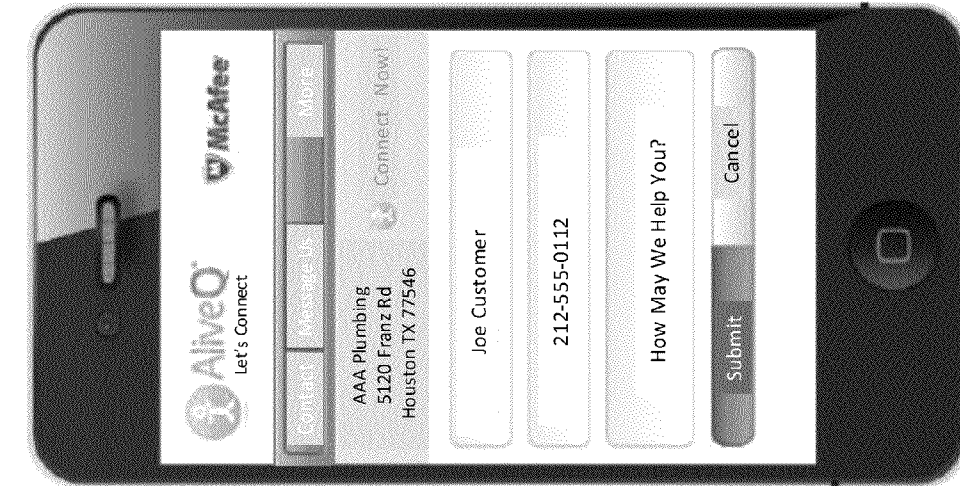 AliveQ
Let's Connect
McAfee
Contact
Message Us
More
AAA Plumbing
5120 Franz Rd
Houston TX 77546
Connect Now!
Joe Customer
212-555-0112
How May We Help You?
Submit
Cancel